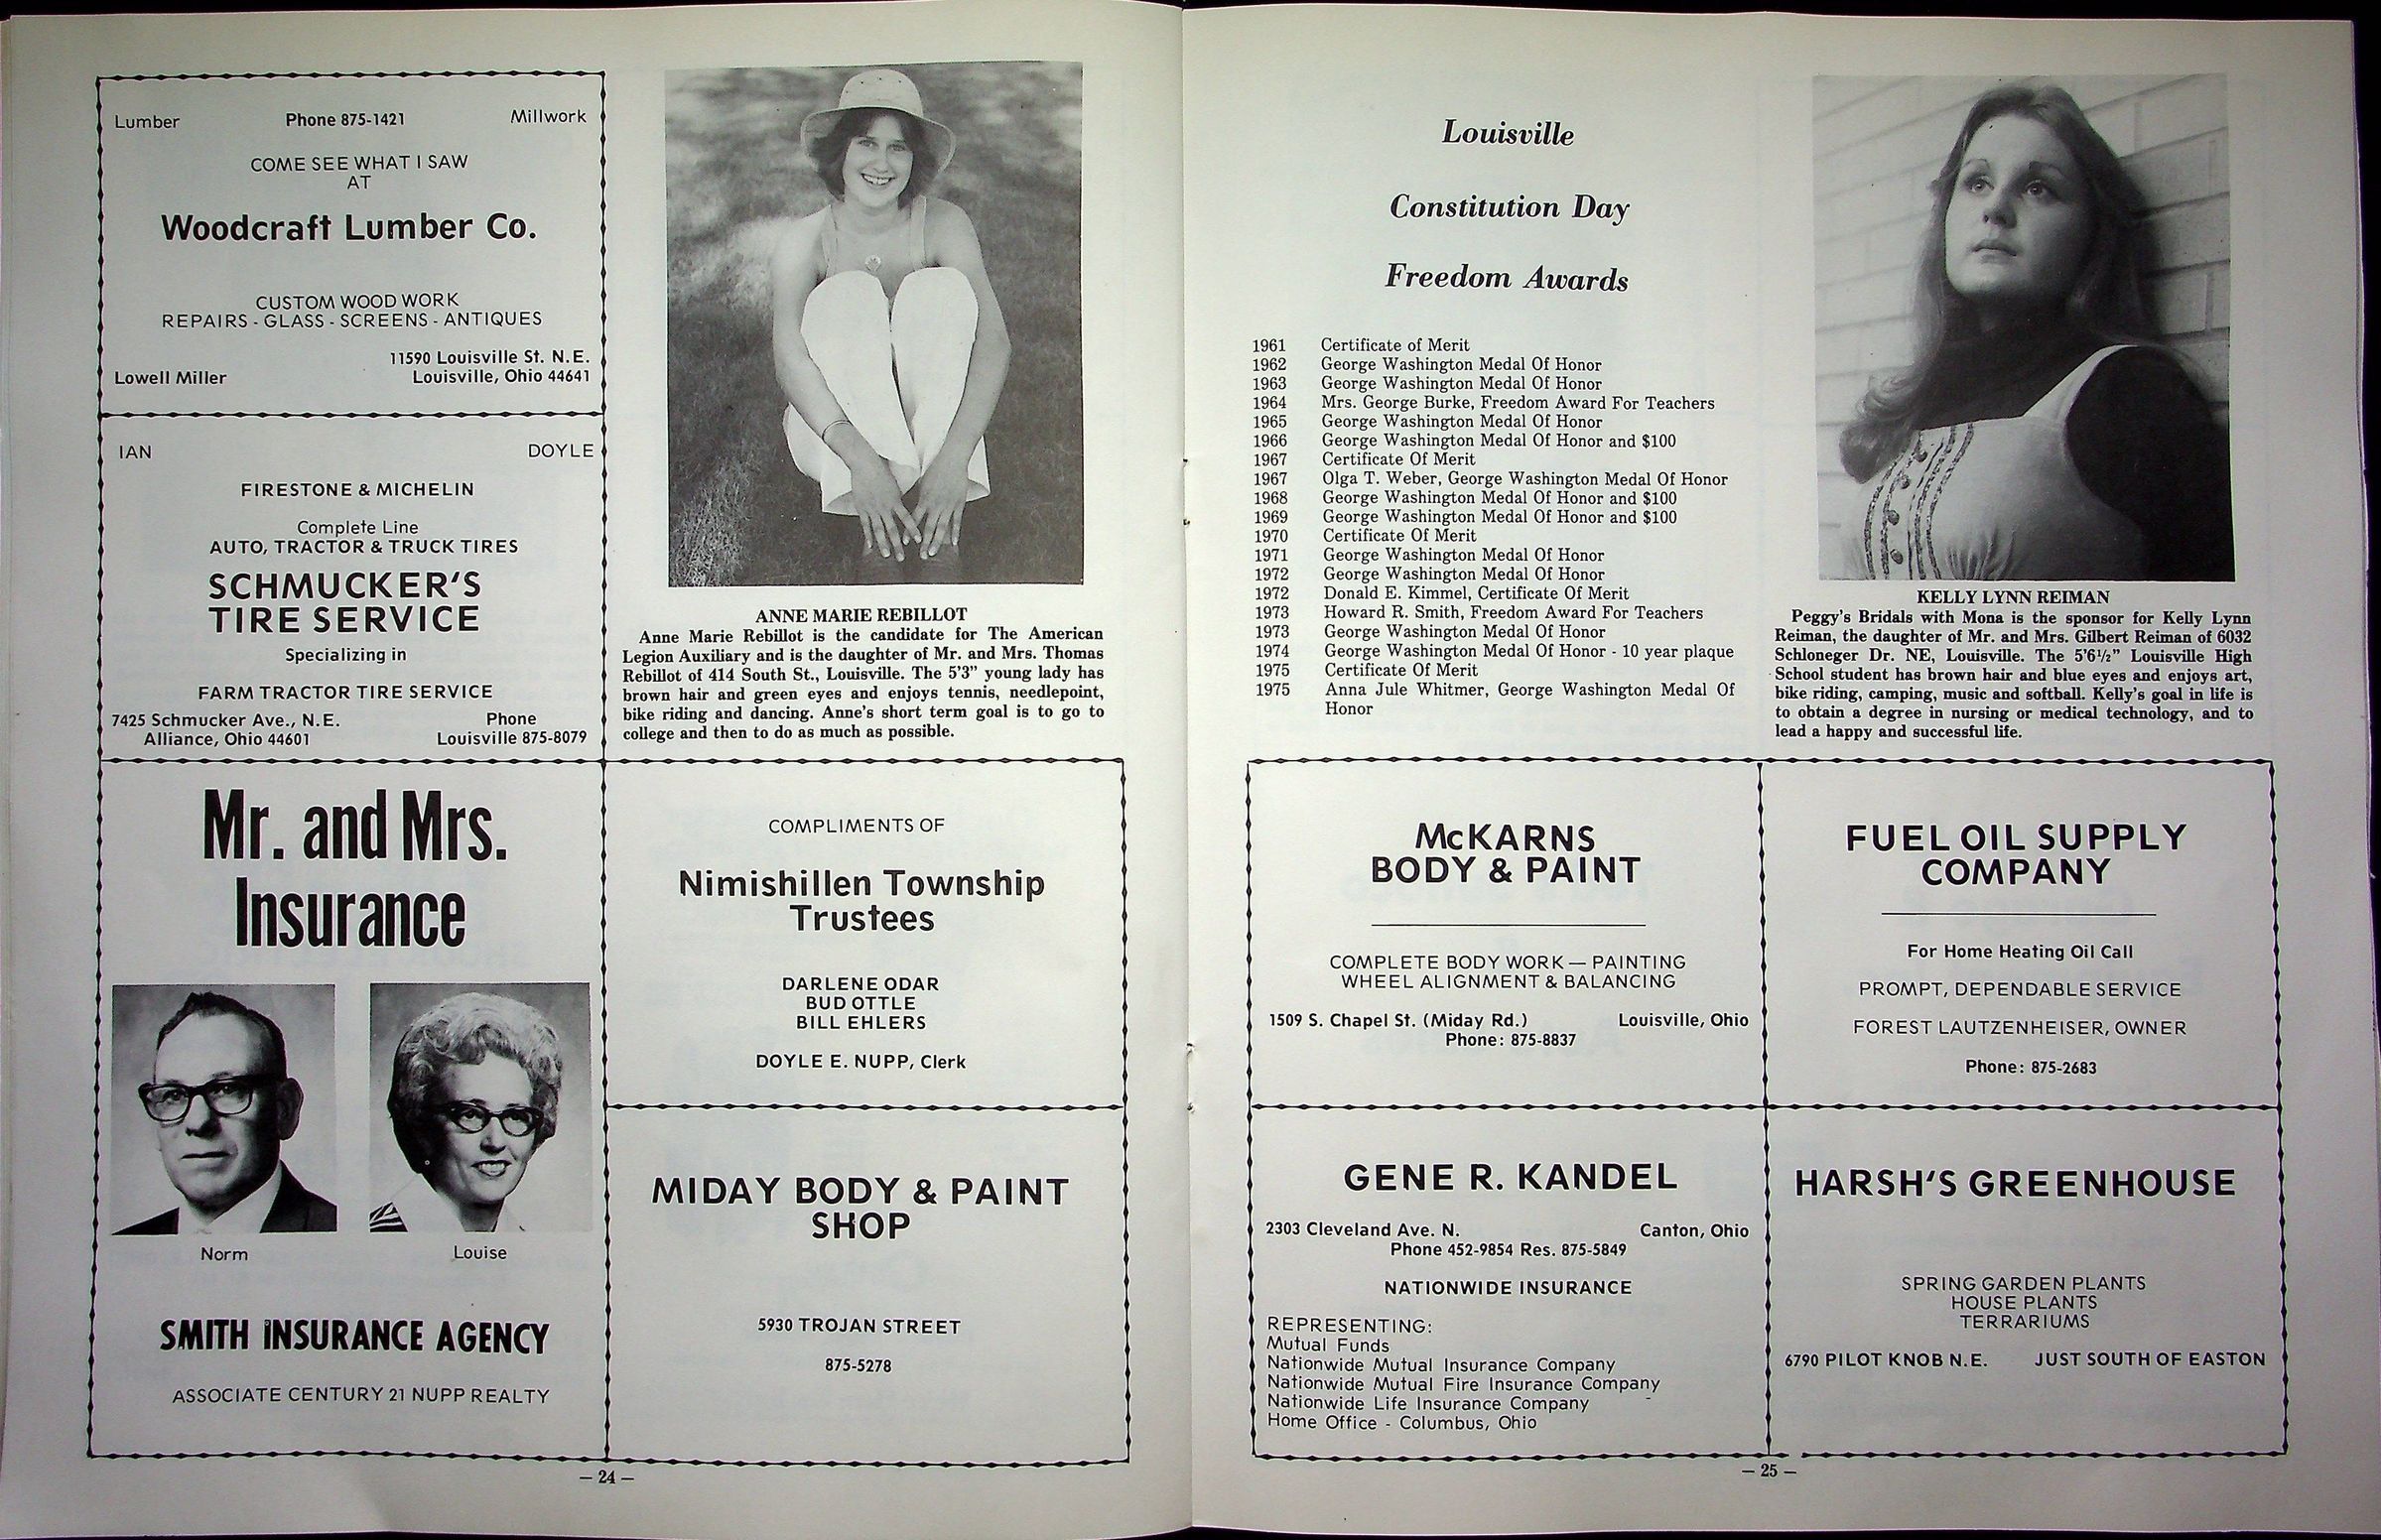 Lumber Phone 875-1421 Millwork
COME SEE WHAT I SAW
AT
Woodcraft Lumber Co.
CUSTOM WOOD WORK
REPAIRS - GLASS - SCREENS - ANTIQUES
11590 Louisville St. N.E.
Lowell Miller Louisville, Ohio 44641
IAN DOYLE
FIRESTONE & MICHELIN
Complete Line
AUTO, TRACTOR & TRUCK TIRES
SCHMUCKER'S
TIRE SERVICE
Specializing in
FARM TRACTOR TIRE SERVICE
7425 Schmucker Ave., N.E. Phone
Alliance, Ohio 44601 Louisville 875-8079
ANNE MARIE REBILLOT
Anne Marie Rebillot is the candidate for The American
Legion Auxiliary and is the daughter of Mr. and Mrs. Thomas
Rebillot of 414 South St., Louisville. The 5'3" young lady has
brown hair and green eyes and enjoys tennis, needlepoint,
bike riding and dancing. Anne's short term goal is to go to
college and then to do as much as possible.
Mr. and Mrs.
Insurance
Norm Louise
SMITH INSURANCE AGENCY
ASSOCIATE CENTURY 21 NUPP REALTY
COMPLIMENTS OF
Nimishillen Township
Trustees
DARLENE ODAR
BUD OTTLE
BILL EHLERS
DOYLE E. NUPP, Clerk
MIDAY BODY & PAINT
SHOP
5930 TROJAN STREET
875-5278
— 24 —
Louisville
Constitution Day
Freedom Awards
1961 Certificate of Merit
1962 George Washington Medal Of Honor
1963 George Washington Medal Of Honor
1964 Mrs. George Burke, Freedom Award For Teachers
1965 George Washington Medal Of Honor
1966 George Washington Medal Of Honor and $100
1967 Certificate Of Merit
1967 Olga T. Weber, George Washington Medal Of Honor
1968 George Washington Medal Of Honor and $100
1969 George Washington Medal Of Honor and $100
1970 Certificate Of Merit
1971 George Washington Medal Of Honor
1972 George Washington Medal Of Honor
1972 Donald E. Kimmel, Certificate Of Merit
1973 Howard R. Smith, Freedom Award For Teachers
1973 George Washington Medal Of Honor
1974 George Washington Medal Of Honor - 10 year plaque
1975 Certificate Of Merit
1975 Anna Jule Whitmer, George Washington Medal Of
Honor
KELLY LYNN REIMAN
Peggy's Bridals with Mona is the sponsor for Kelly Lynn
Reiman, the daughter of Mr. and Mrs. Gilbert Reiman of 6032
Schloneger Dr. NE, Louisville. The 5'6½" Louisville High
School student has brown hair and blue eyes and enjoys art,
bike riding, camping, music and softball. Kelly's goal in life is
to obtain a degree in nursing or medical technology, and to
lead a happy and successful life.
McKARNS
BODY & PAINT
COMPLETE BODY WORK — PAINTING
WHEEL ALIGNMENT & BALANCING
1509 S. Chapel St. (Miday Rd.) Louisville, Ohio
Phone: 875-8837
FUEL OIL SUPPLY
COMPANY
For Home Heating Oil Call
PROMPT, DEPENDABLE SERVICE
FOREST LAUTZENHEISER, OWNER
Phone: 875-2683
GENE R. KANDEL
2303 Cleveland Ave. N. Canton, Ohio
Phone 452-9854 Res. 875-5849
NATIONWIDE INSURANCE
REPRESENTING:
Mutual Funds
Nationwide Mutual Insurance Company
Nationwide Mutual Fire Insurance Company
Nationwide Life Insurance Company
Home Office - Columbus, Ohio
HARSH'S GREENHOUSE
SPRING GARDEN PLANTS
HOUSE PLANTS
TERRARIUMS
6790 PILOT KNOB N.E. JUST SOUTH OF EASTON
— 25 —